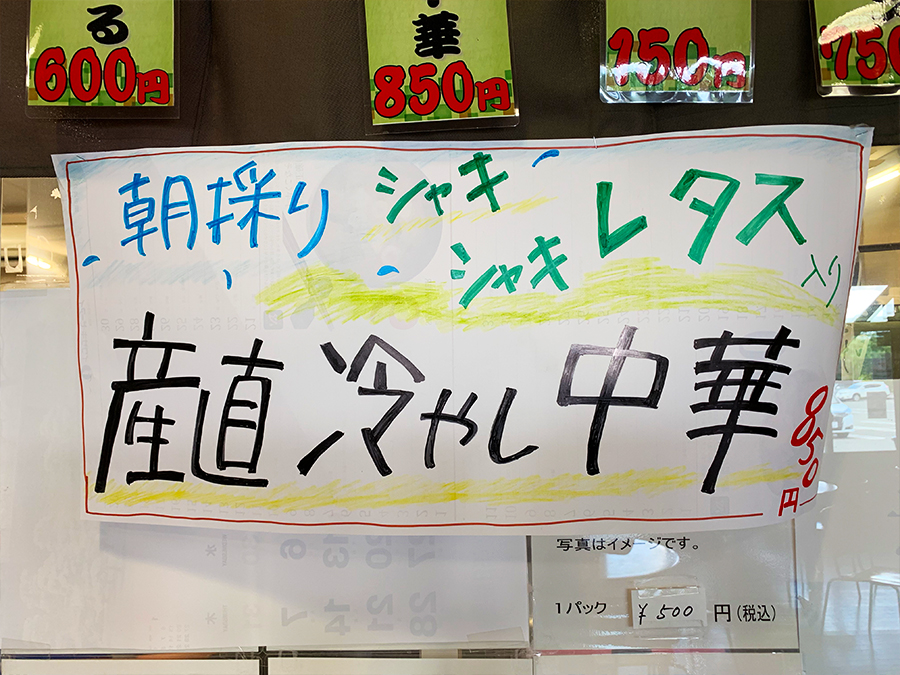 る
600円
華
850円
150円
750
朝採り シャキ
シャキ レタス
入り
産直 冷やし中華
850円
写真はイメージです。
1パック ¥500 円(税込)